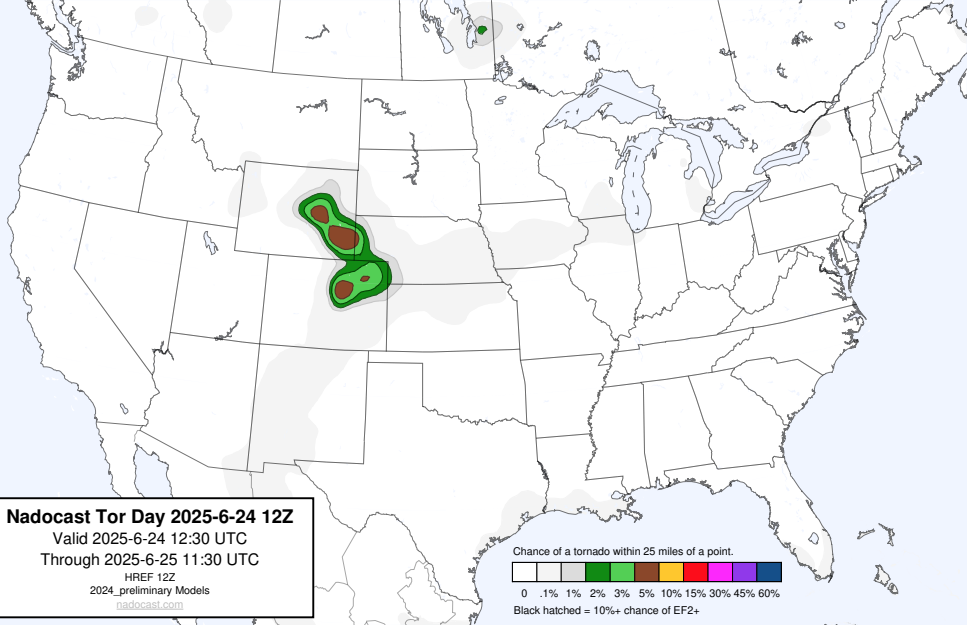 Nadocast Tor Day 2025-6-24 12Z
Valid 2025-6-24 12:30 UTC
Through 2025-6-25 11:30 UTC
HREF 12Z
2024_preliminary Models
nadocast.com
Chance of a tornado within 25 miles of a point.
0 .1% 1% 2% 3% 5% 10% 15% 30% 45% 60%
Black hatched = 10%+ chance of EF2+